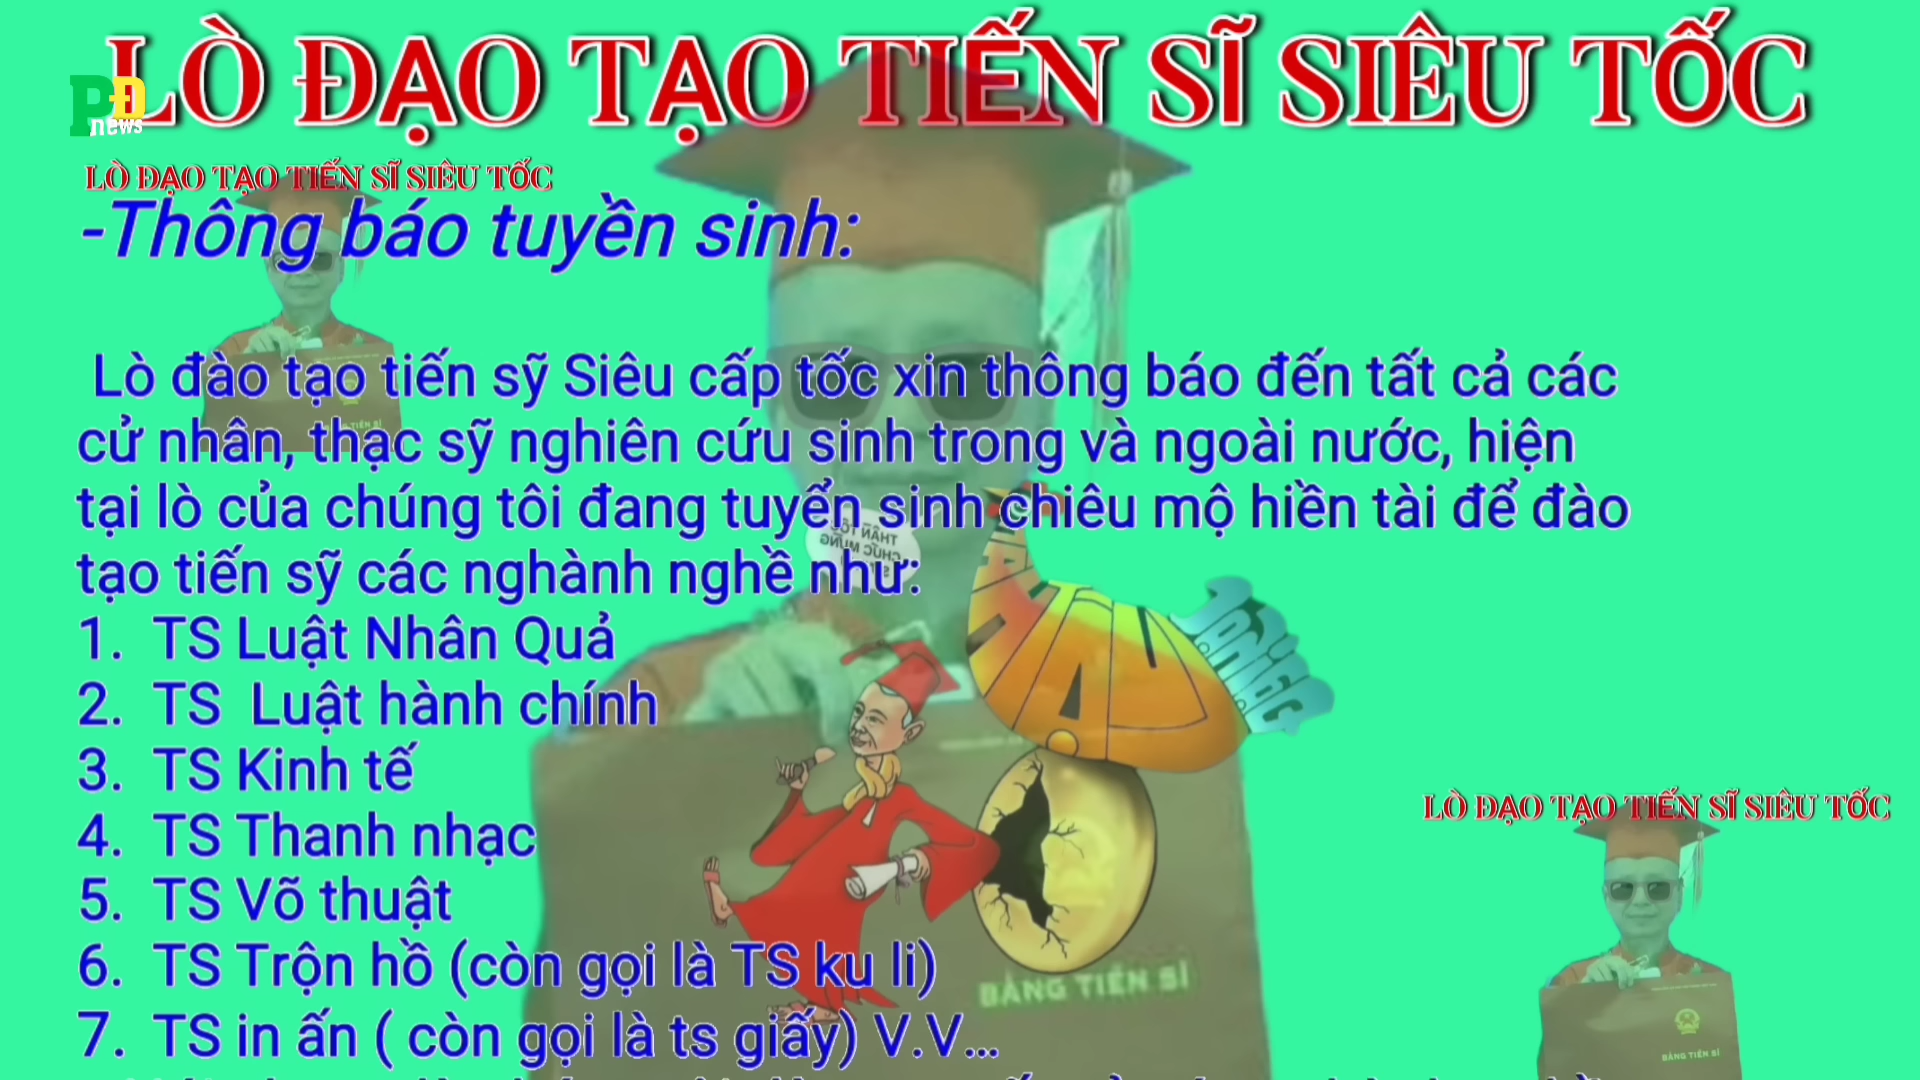 LÒ ĐẠO TẠO TIẾN SĨ SIÊU TỐC
PĐ
news
LÒ ĐẠO TẠO TIẾN SĨ SIÊU TỐC
-Thông báo tuyền sinh:
Lò đào tạo tiến sỹ Siêu cấp tốc xin thông báo đến tất cả các
cử nhân, thạc sỹ nghiên cứu sinh trong và ngoài nước, hiện
tại lò của chúng tôi đang tuyển sinh chiêu mộ hiền tài để đào
tạo tiến sỹ các nghành nghề như:
1. TS Luật Nhân Quả
2. TS Luật hành chính
3. TS Kinh tế
4. TS Thanh nhạc
5. TS Võ thuật
6. TS Trộn hồ (còn gọi là TS ku li)
7. TS in ấn ( còn gọi là ts giấy) V.V...
BẰNG TIẾN SĨ
LÒ ĐẠO TẠO TIẾN SĨ SIÊU TỐC
BẰNG TIẾN SĨ